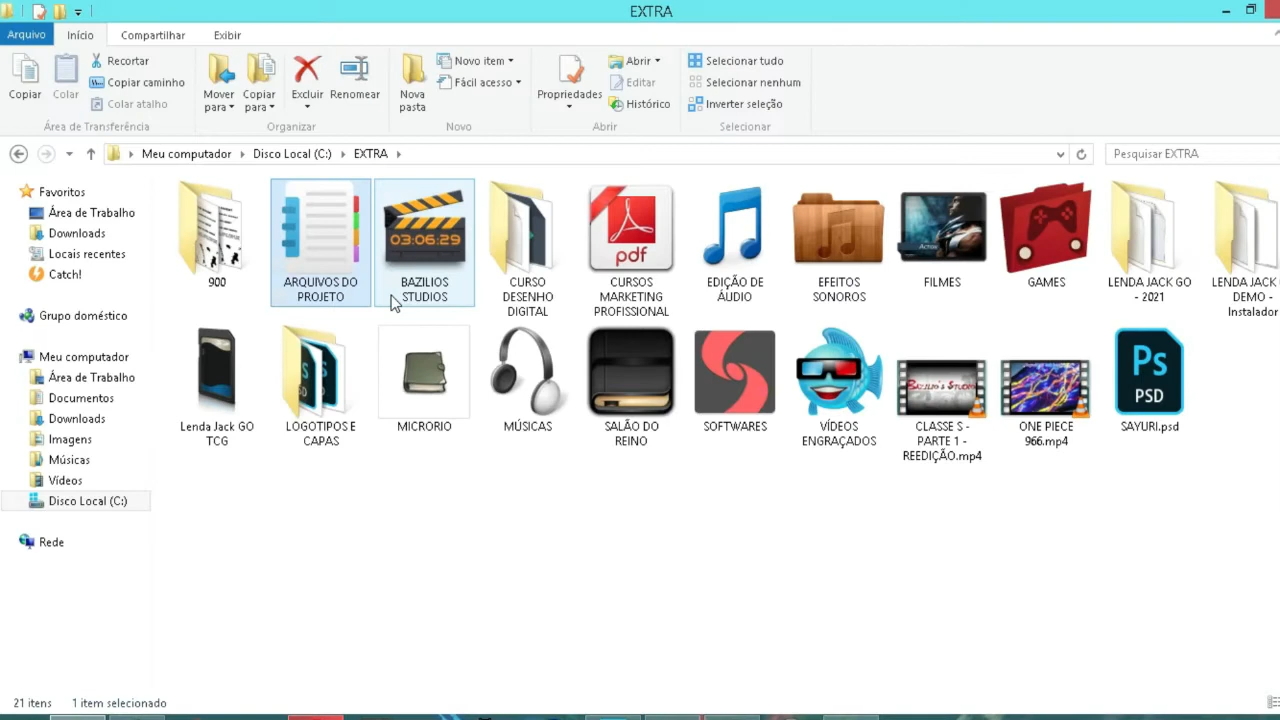 EXTRA
Arquivo Início Compartilhar Exibir
Copiar
Colar
Recortar
Copiar caminho
Colar atalho
Área de Transferência
Mover para
Copiar para
Excluir
Renomear
Organizar
Nova pasta
Novo item
Fácil acesso
Novo
Propriedades
Abrir
Editar
Histórico
Abrir
Selecionar tudo
Selecionar nenhum
Inverter seleção
Selecionar
Meu computador Disco Local (C:) EXTRA
Pesquisar EXTRA
Favoritos
Área de Trabalho
Downloads
Locais recentes
Catch!
Grupo doméstico
Meu computador
Área de Trabalho
Documentos
Downloads
Imagens
Músicas
Vídeos
Disco Local (C:)
Rede
900
ARQUIVOS DO
PROJETO
03:06:29
BAZILIOS
STUDIOS
CURSO
DESENHO
DIGITAL
pdf
CURSOS
MARKETING
PROFISSIONAL
EDIÇÃO DE
ÁUDIO
EFEITOS
SONOROS
FILMES
GAMES
LENDA JACK GO
- 2021
LENDA JACK G
DEMO -
Instalador
Lenda Jack GO
TCG
LOGOTIPOS E
CAPAS
MICRORIO
MÚSICAS
SALÃO DO
REINO
SOFTWARES
VÍDEOS
ENGRAÇADOS
CLASSE S -
PARTE 1 -
REEDIÇÃO.mp4
ONE PIECE
966.mp4
Ps
PSD
SAYURI.psd
21 itens 1 item selecionado